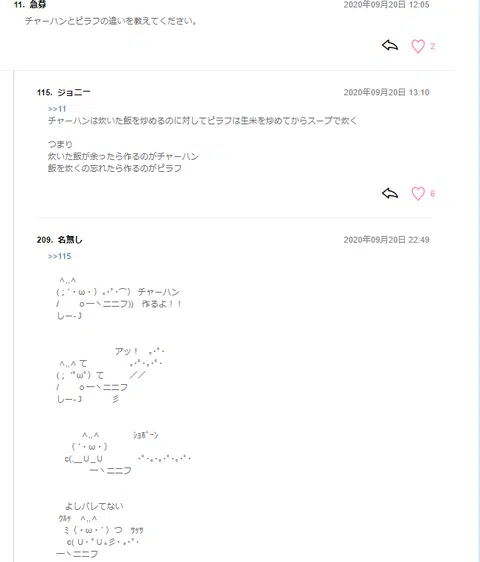 11. 急募 2020年09月20日 12:05
チャーハンとピラフの違いを教えてください。
2
115. ジョニー 2020年09月20日 13:10
>>11
チャーハンは炊いた飯を炒めるのに対してピラフは生米を炒めてからスープで炊く
つまり
炊いた飯が余ったら作るのがチャーハン
飯を炊くの忘れたら作るのがピラフ
6
209. 名無し 2020年09月20日 22:49
>>115
∧,,∧
(；´・ω・）｡･ﾟ･⌒） チャーハン
/　　ｏ━ヽニニフ)) 作るよ！！
しー-Ｊ
アッ！ ｡･ﾟ･
∧,,∧ て ｡･ﾟ･｡･ﾟ･
(； ﾟωﾟ）て //
/　　ｏ━ヽニニフ
しー-Ｊ 彡
∧,,∧ ｼｮﾎﾞｰﾝ
（ ´・ω・）
c(,＿Ｕ＿Ｕ ･ﾟ･｡･ﾟ･｡･ﾟ･
━ヽニニフ
よしバレてない
ｸﾙｯ ∧,,∧
ミ（・ω・｀）つ ｻｯｻ
c( Ｕ･ﾟＵ｡彡･｡･ﾟ･
━ヽニニフ